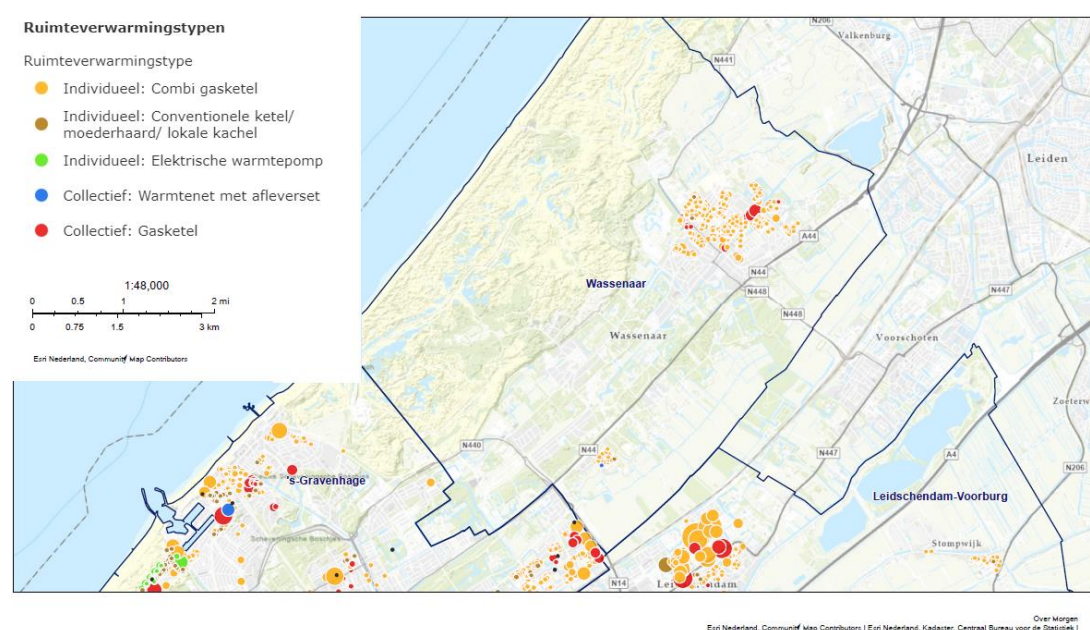 Ruimteverwarmingstypen
Ruimteverwarmingstype
Individueel: Combi gasketel
Individueel: Conventionele ketel/
moederhaard/ lokale kachel
Individueel: Elektrische warmtepomp
Collectief: Warmtenet met afleverset
Collectief: Gasketel
1:48,000
0 0.5 1 2 mi
0 0.75 1.5 3 km
Esri Nederland, Community Map Contributors
N206
Valkenburg
N441
Leiden
A44
Wassenaar
N44
N448
N447
N448
Wassenaar
Voorschoten
Zoeterw
N440
N44
N447
A4
N206
's-Gravenhage
Leidschendam-Voorburg
Scheveningsche Boschjes
Stompwijk
N14
Over Morgen
Esri Nederland, Community Map Contributors | Esri Nederland, Kadaster, Centraal Bureau voor de Statistiek |